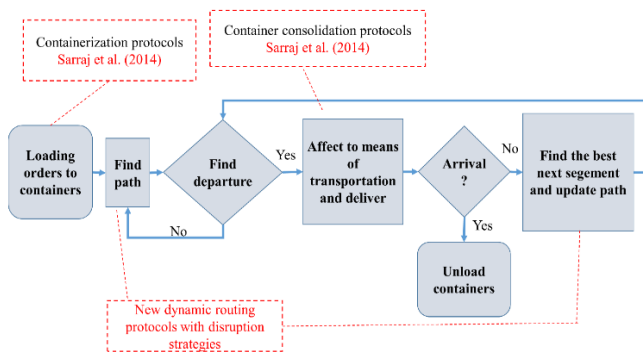 Containerization protocols
Sarraj et al. (2014)
Container consolidation protocols
Sarraj et al. (2014)
Loading
orders to
containers
Find
path
Find
departure
Yes
No
Affect to means
of
transportation
and deliver
Arrival
?
No
Yes
Find the best
next segement
and update path
Unload
containers
New dynamic routing
protocols with disruption
strategies